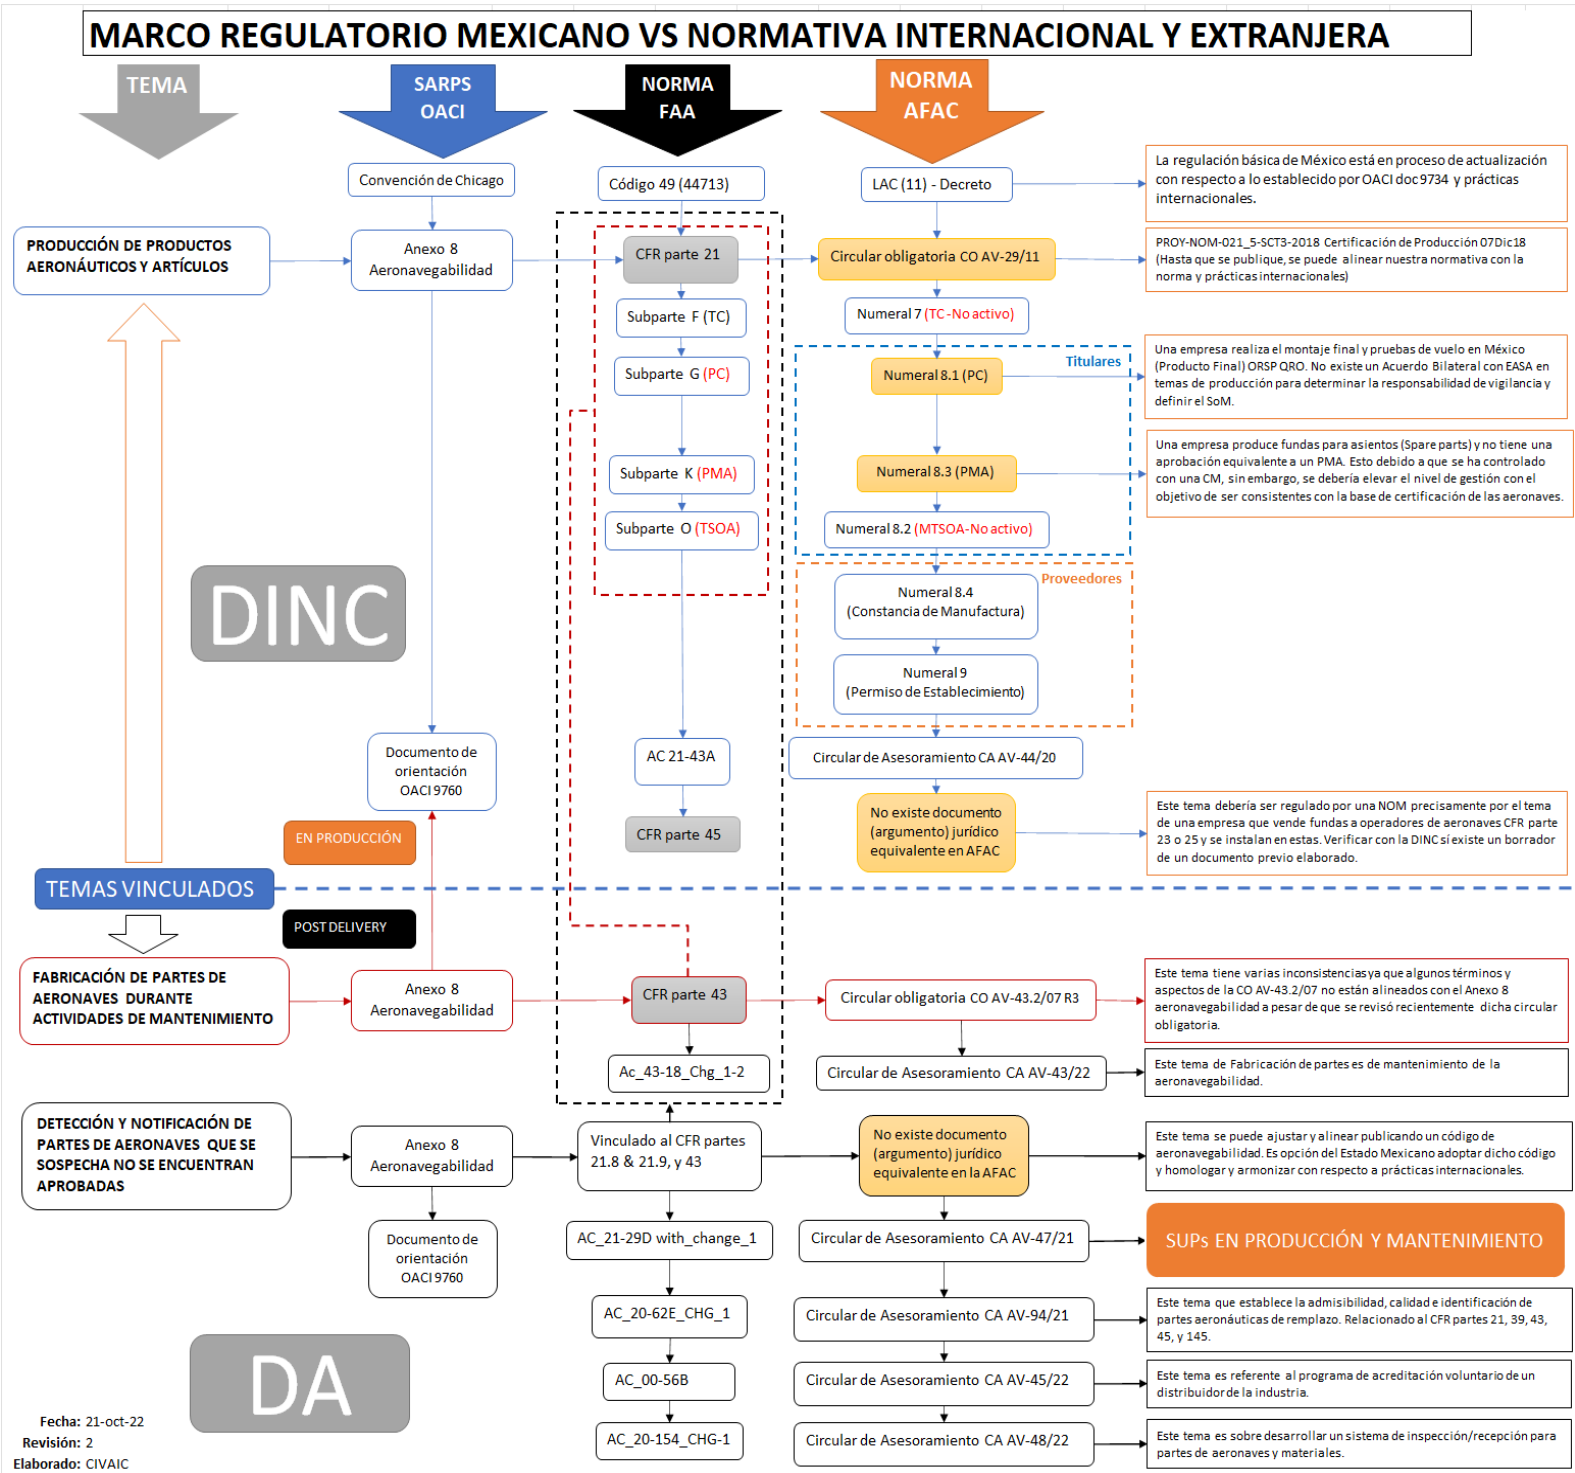 MARCO REGULATORIO MEXICANO VS NORMATIVA INTERNACIONAL Y EXTRANJERA
TEMA
SARPS
OACI
NORMA
FAA
NORMA
AFAC
Convención de Chicago
Código 49 (44713)
LAC (11) - Decreto
La regulación básica de México está en proceso de actualización
con respecto a lo establecido por OACI doc 9734 y prácticas
internacionales.
PRODUCCIÓN DE PRODUCTOS
AERONÁUTICOS Y ARTÍCULOS
Anexo 8
Aeronavegabilidad
CFR parte 21
Circular obligatoria CO AV-29/11
PROY-NOM-021_5-SCT3-2018 Certificación de Producción 07Dic18
(Hasta que se publique, se puede alinear nuestra normativa con la
norma y prácticas internacionales)
Subparte F (TC)
Numeral 7 (TC -No activo)
Titulares
Subparte G (PC)
Numeral 8.1 (PC)
Una empresa realiza el montaje final y pruebas de vuelo en México
(Producto Final) ORSP QRO. No existe un Acuerdo Bilateral con EASA en
temas de producción para determinar la responsabilidad de vigilancia y
definir el SoM.
Subparte K (PMA)
Numeral 8.3 (PMA)
Una empresa produce fundas para asientos (Spare parts) y no tiene una
aprobación equivalente a un PMA. Esto debido a que se ha controlado
con una CM, sin embargo, se debería elevar el nivel de gestión con el
objetivo de ser consistentes con la base de certificación de las aeronaves.
Subparte O (TSOA)
Numeral 8.2 (MTSOA-No activo)
DINC
Proveedores
Numeral 8.4
(Constancia de Manufactura)
Numeral 9
(Permiso de Establecimiento)
Documento de
orientación
OACI 9760
AC 21-43A
Circular de Asesoramiento CA AV-44/20
EN PRODUCCIÓN
CFR parte 45
No existe documento
(argumento) jurídico
equivalente en AFAC
Este tema debería ser regulado por una NOM precisamente por el tema
de una empresa que vende fundas a operadores de aeronaves CFR parte
23 o 25 y se instalan en estas. Verificar con la DINC sí existe un borrador
de un documento previo elaborado.
TEMAS VINCULADOS
POST DELIVERY
FABRICACIÓN DE PARTES DE
AERONAVES DURANTE
ACTIVIDADES DE MANTENIMIENTO
Anexo 8
Aeronavegabilidad
CFR parte 43
Circular obligatoria CO AV-43.2/07 R3
Este tema tiene varias inconsistencias ya que algunos términos y
aspectos de la CO AV-43.2/07 no están alineados con el Anexo 8
aeronavegabilidad a pesar de que se revisó recientemente dicha circular
obligatoria.
Ac_43-18_Chg_1-2
Circular de Asesoramiento CA AV-43/22
Este tema de Fabricación de partes es de mantenimiento de la
aeronavegabilidad.
DETECCIÓN Y NOTIFICACIÓN DE
PARTES DE AERONAVES QUE SE
SOSPECHA NO SE ENCUENTRAN
APROBADAS
Anexo 8
Aeronavegabilidad
Vinculado al CFR partes
21.8 & 21.9, y 43
No existe documento
(argumento) jurídico
equivalente en la AFAC
Este tema se puede ajustar y alinear publicando un código de
aeronavegabilidad. Es opción del Estado Mexicano adoptar dicho código
y homologar y armonizar con respecto a prácticas internacionales.
Documento de
orientación
OACI 9760
AC_21-29D with_change_1
Circular de Asesoramiento CA AV-47/21
SUPs EN PRODUCCIÓN Y MANTENIMIENTO
AC_20-62E_CHG_1
Circular de Asesoramiento CA AV-94/21
Este tema que establece la admisibilidad, calidad e identificación de
partes aeronáuticas de remplazo. Relacionado al CFR partes 21, 39, 43,
45, y 145.
DA
AC_00-56B
Circular de Asesoramiento CA AV-45/22
Este tema es referente al programa de acreditación voluntario de un
distribuidor de la industria.
AC_20-154_CHG-1
Circular de Asesoramiento CA AV-48/22
Este tema es sobre desarrollar un sistema de inspección/recepción para
partes de aeronaves y materiales.
Fecha: 21-oct-22
Revisión: 2
Elaborado: CIVAIC